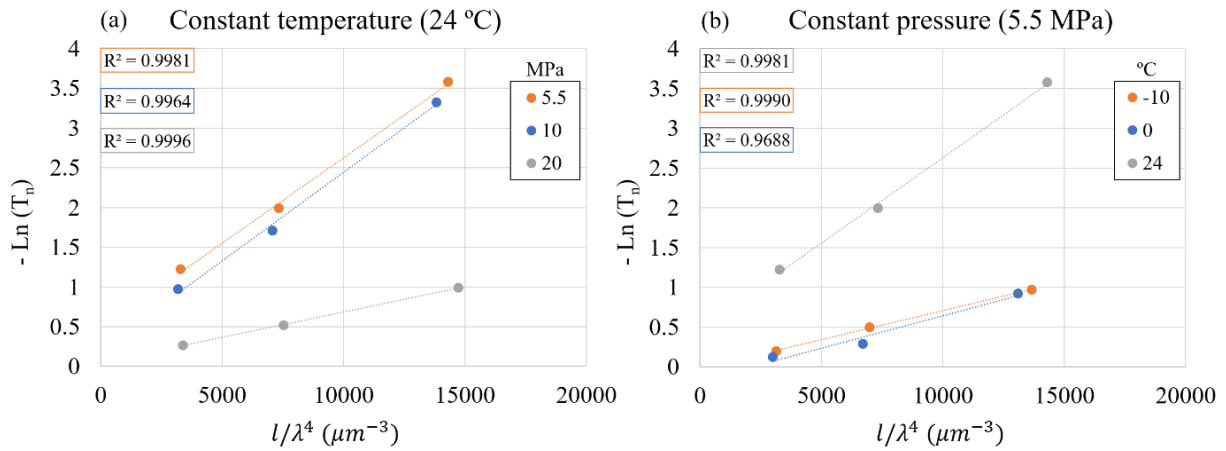 (a) Constant temperature (24 ºC)
4
3.5
3
2.5
2
1.5
1
0.5
0
- Ln (Tₙ)
R² = 0.9981
R² = 0.9964
R² = 0.9996
MPa
5.5
10
20
0 5000 10000 15000 20000
l/λ⁴ (μm⁻³)
(b) Constant pressure (5.5 MPa)
4
3.5
3
2.5
2
1.5
1
0.5
0
- Ln (Tₙ)
R² = 0.9981
R² = 0.9990
R² = 0.9688
ºC
-10
0
24
0 5000 10000 15000 20000
l/λ⁴ (μm⁻³)